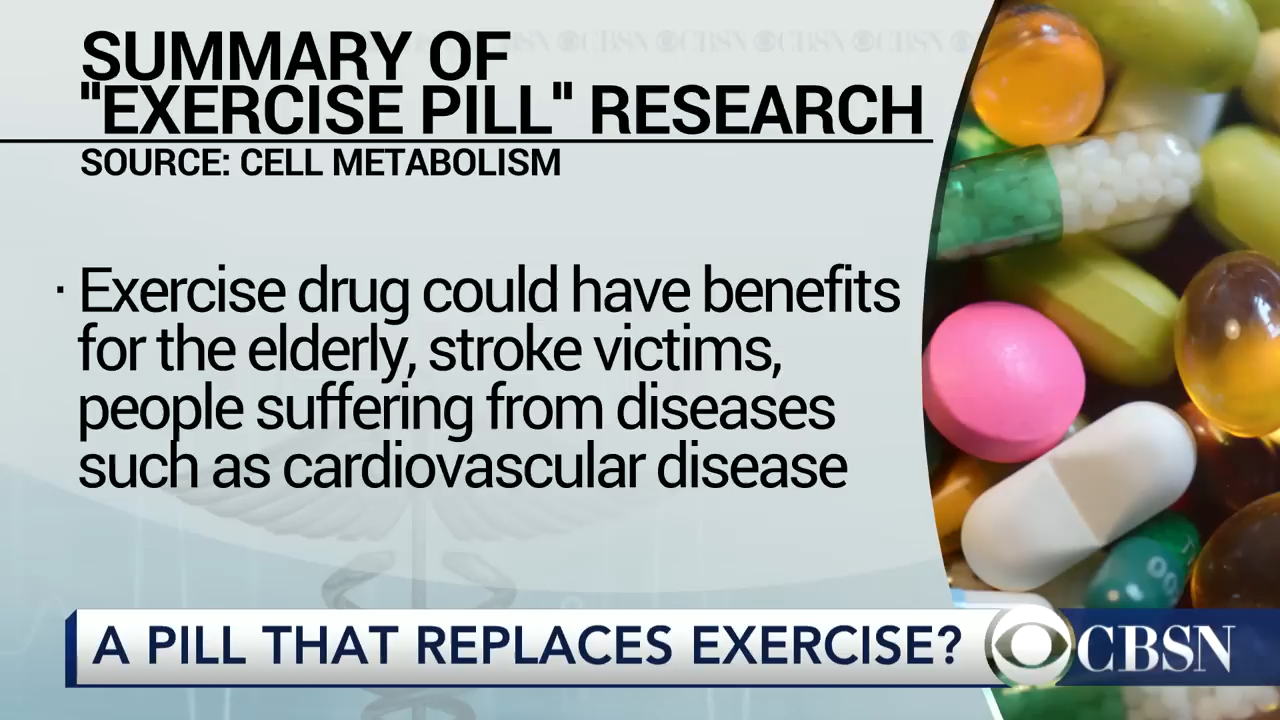 SUMMARY OF
"EXERCISE PILL" RESEARCH
SOURCE: CELL METABOLISM
· Exercise drug could have benefits
for the elderly, stroke victims,
people suffering from diseases
such as cardiovascular disease
A PILL THAT REPLACES EXERCISE?
CBSN